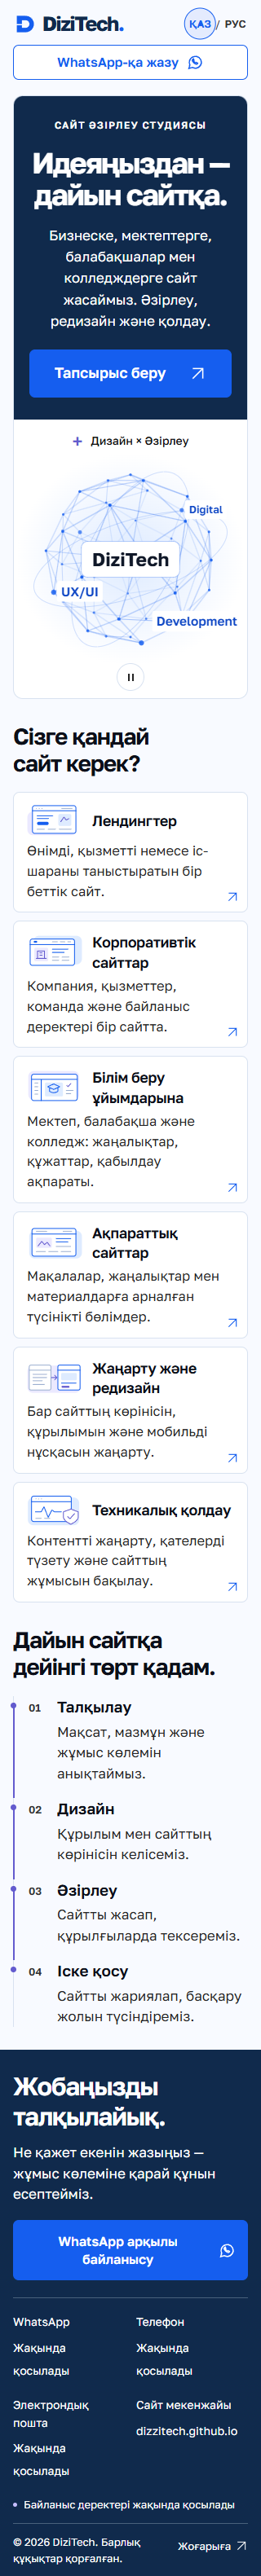 DiziTech.
ҚАЗ / РУС
WhatsApp-қа жазу
САЙТ ӘЗІРЛЕУ СТУДИЯСЫ
Идеяңыздан —
дайын сайтқа.
Бизнеске, мектептерге,
балабақшалар мен
колледждерге сайт
жасаймыз. Әзірлеу,
редизайн және қолдау.
Тапсырыс беру
Дизайн × Әзірлеу
Digital
DiziTech
UX/UI
Development
Сізге қандай
сайт керек?
Лендингтер
Өнімді, қызметті немесе іс-
шараны таныстыратын бір
беттік сайт.
Корпоративтік
сайттар
Компания, қызметтер,
команда және байланыс
деректері бір сайтта.
Білім беру
ұйымдарына
Мектеп, балабақша және
колледж: жаңалықтар,
құжаттар, қабылдау
ақпараты.
Ақпараттық
сайттар
Мақалалар, жаңалықтар мен
материалдарға арналған
түсінікті бөлімдер.
Жаңарту және
редизайн
Бар сайттың көрінісін,
құрылымын және мобильді
нұсқасын жаңарту.
Техникалық қолдау
Контентті жаңарту, қателерді
түзету және сайттың
жұмысын бақылау.
Дайын сайтқа
дейінгі төрт қадам.
01 Талқылау
Мақсат, мазмұн және
жұмыс көлемін
анықтаймыз.
02 Дизайн
Құрылым мен сайттың
көрінісін келісеміз.
03 Әзірлеу
Сайтты жасап,
құрылғыларда тексереміз.
04 Іске қосу
Сайтты жариялап, басқару
жолын түсіндіреміз.
Жобаңызды
талқылайық.
Не қажет екенін жазыңыз —
жұмыс көлеміне қарай құнын
есептейміз.
WhatsApp арқылы
байланысу
WhatsApp
Жақында
қосылады
Телефон
Жақында
қосылады
Электрондық
пошта
Жақында
қосылады
Сайт мекенжайы
dizzitech.github.io
Байланыс деректері жақында қосылады
© 2026 DiziTech. Барлық
құқықтар қорғалған.
Жоғарыға